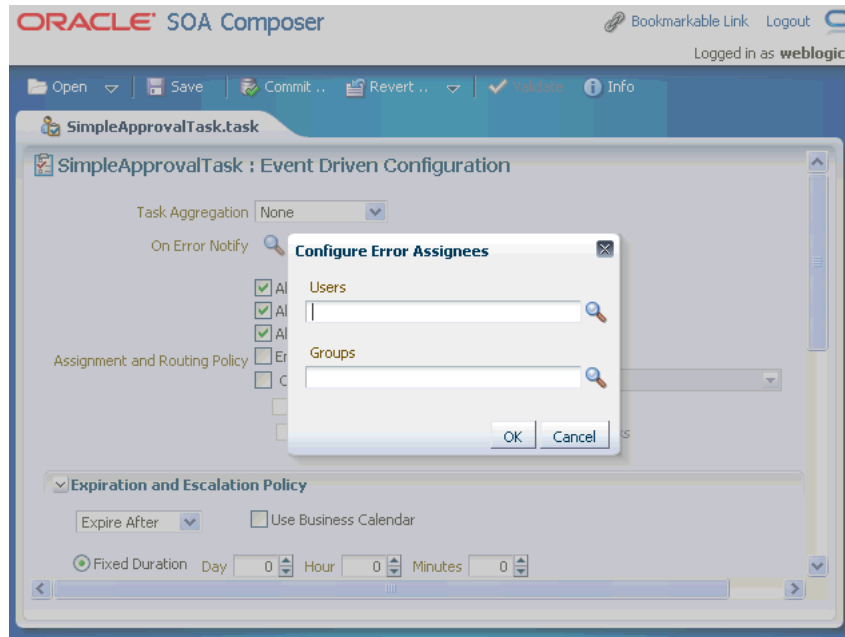 ORACLE SOA Composer
Bookmarkable Link Logout
Logged in as weblogic
Open Save Commit .. Revert .. Validate Info
SimpleApprovalTask.task
SimpleApprovalTask : Event Driven Configuration
Task Aggregation None
On Error Notify
Configure Error Assignees
Users
Groups
Assignment and Routing Policy
OK Cancel
Expiration and Escalation Policy
Expire After Use Business Calendar
Fixed Duration Day 0 Hour 0 Minutes 0